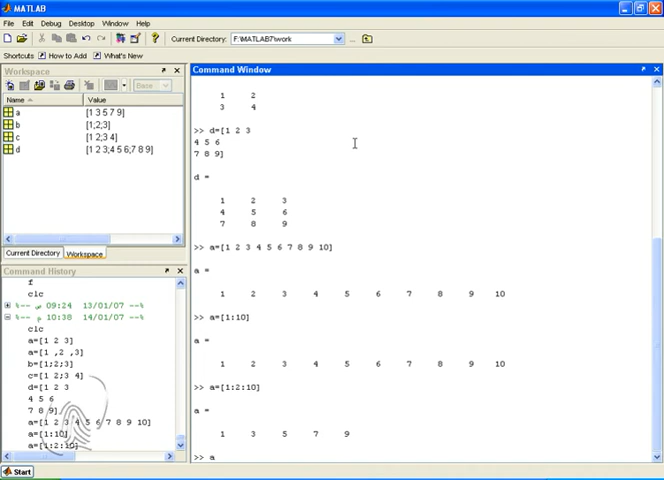 MATLAB
File Edit Debug Desktop Window Help
Current Directory: F:\MATLAB7\work
Shortcuts How to Add What's New
Workspace
Base
Name Value
a [1 3 5 7 9]
b [1;2;3]
c [1 2;3 4]
d [1 2 3;4 5 6;7 8 9]
Current Directory Workspace
Command History
f
clc
%-- 09:24 13/01/07 --%
%-- 10:38 14/01/07 --%
clc
a=[1 2 3]
a=[1 ,2 ,3]
b=[1;2;3]
c=[1 2;3 4]
d=[1 2 3
4 5 6
7 8 9]
a=[1 2 3 4 5 6 7 8 9 10]
a=[1:10]
a=[1:2:10]
Command Window
1 2
3 4
>> d=[1 2 3
4 5 6
7 8 9]
d =
1 2 3
4 5 6
7 8 9
>> a=[1 2 3 4 5 6 7 8 9 10]
a =
1 2 3 4 5 6 7 8 9 10
>> a=[1:10]
a =
1 2 3 4 5 6 7 8 9 10
>> a=[1:2:10]
a =
1 3 5 7 9
>> a
Start